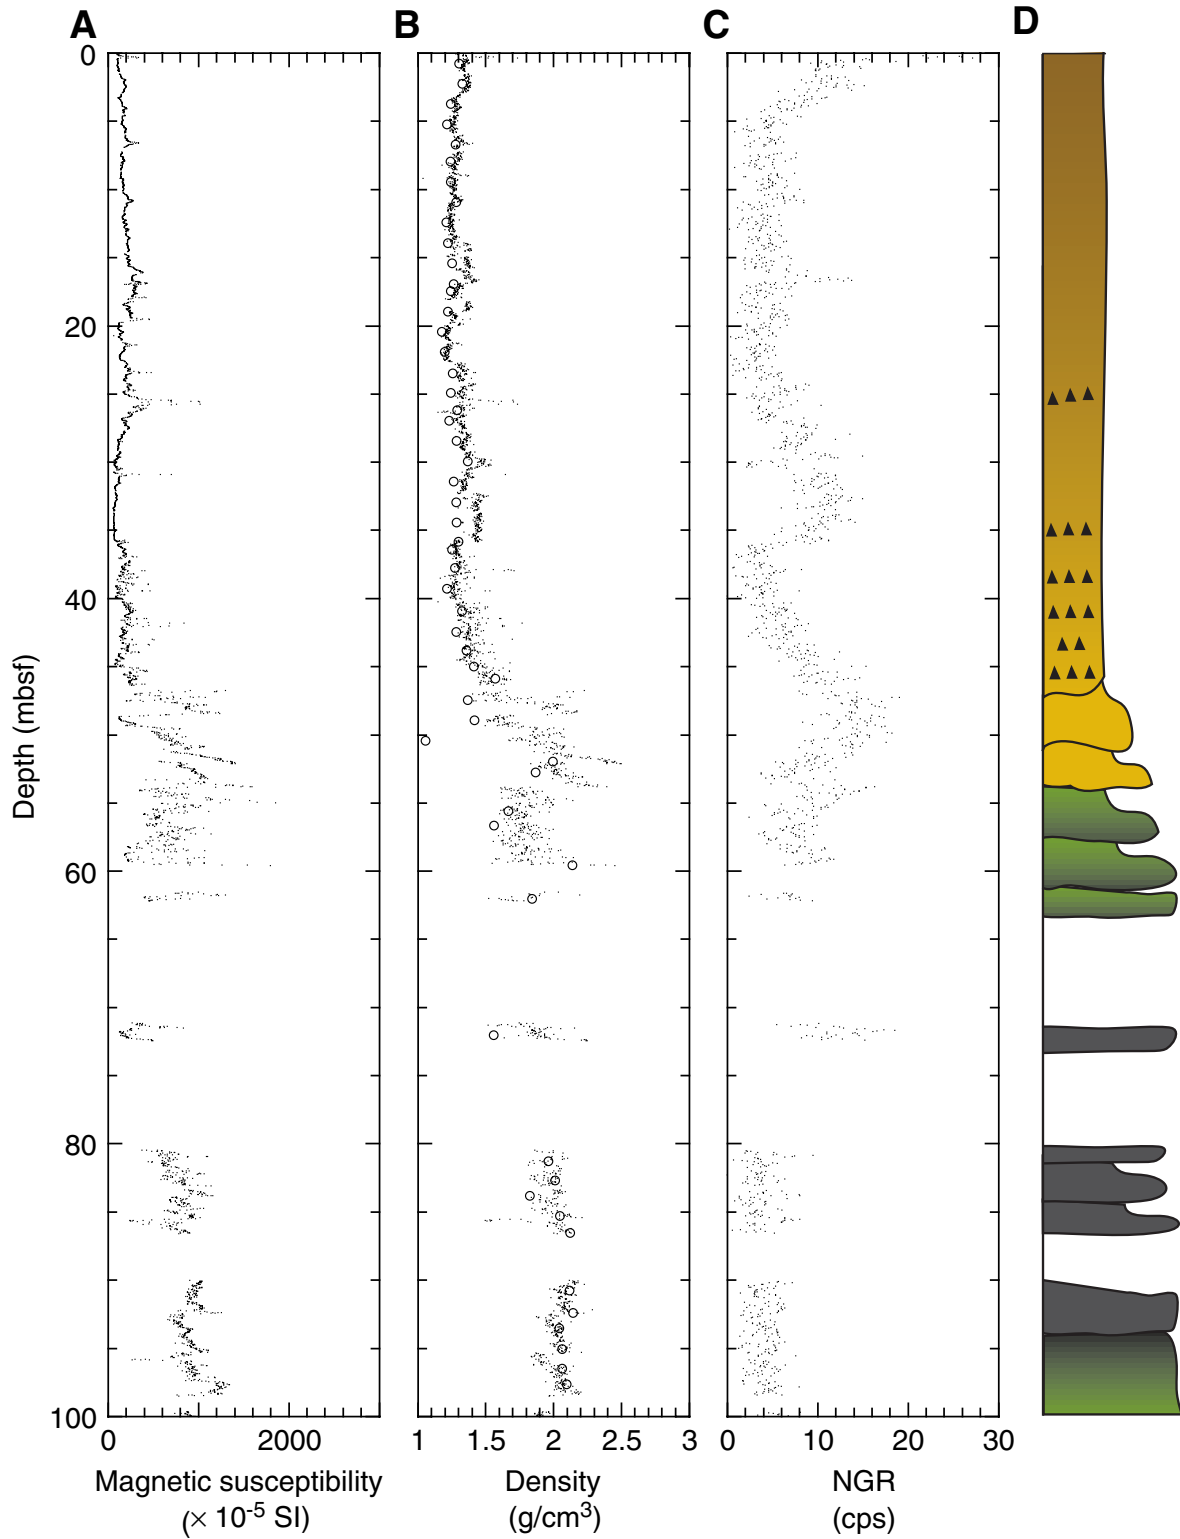 A B C D
0
20
40
60
80
100
Depth (mbsf)
0 2000 1 1.5 2 2.5 3 0 10 20 30
Magnetic susceptibility Density NGR
(× 10⁻⁵ SI) (g/cm³) (cps)